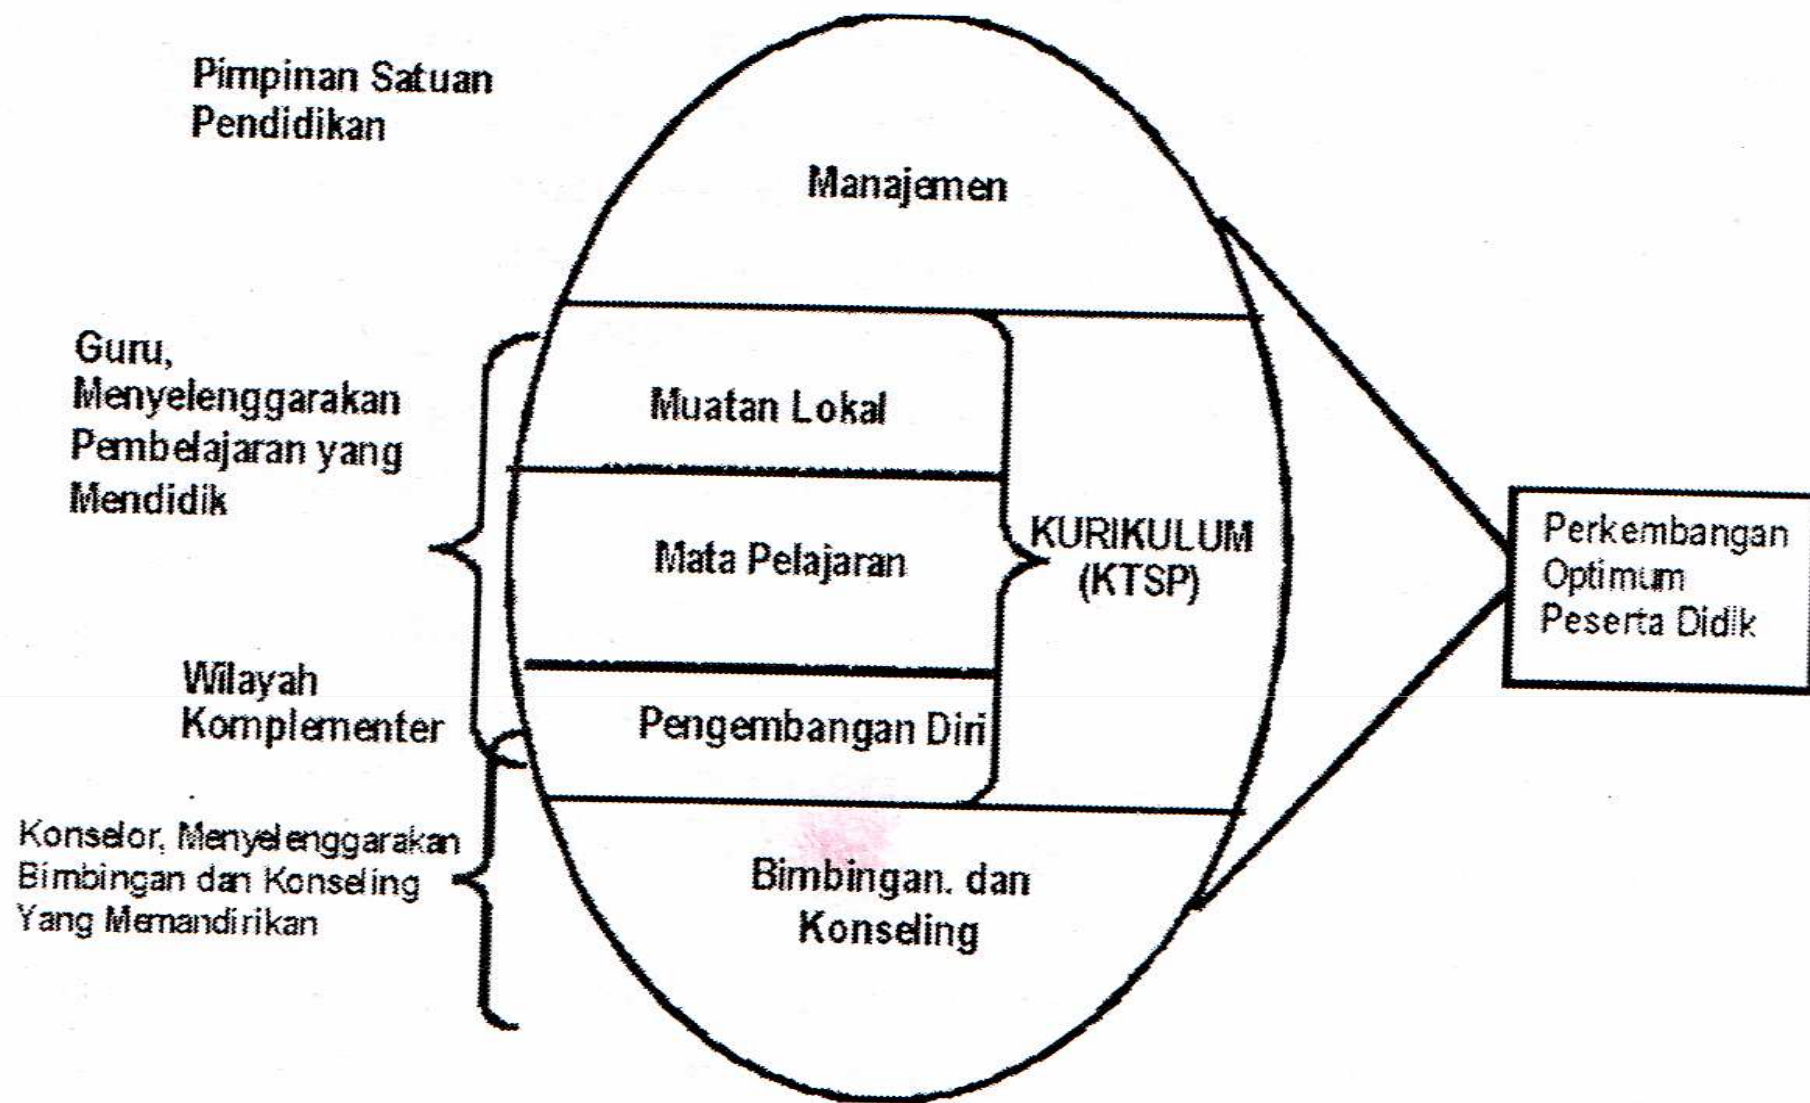 Pimpinan Satuan
Pendidikan
Manajemen
Guru,
Menyelenggarakan
Pembelajaran yang
Mendidik
Muatan Lokal
Mata Pelajaran
KURIKULUM
(KTSP)
Perkembangan
Optimum
Peserta Didik
Wilayah
Komplementer
Pengembangan Diri
Konselor, Menyelenggarakan
Bimbingan dan Konseling
Yang Memandirikan
Bimbingan. dan
Konseling